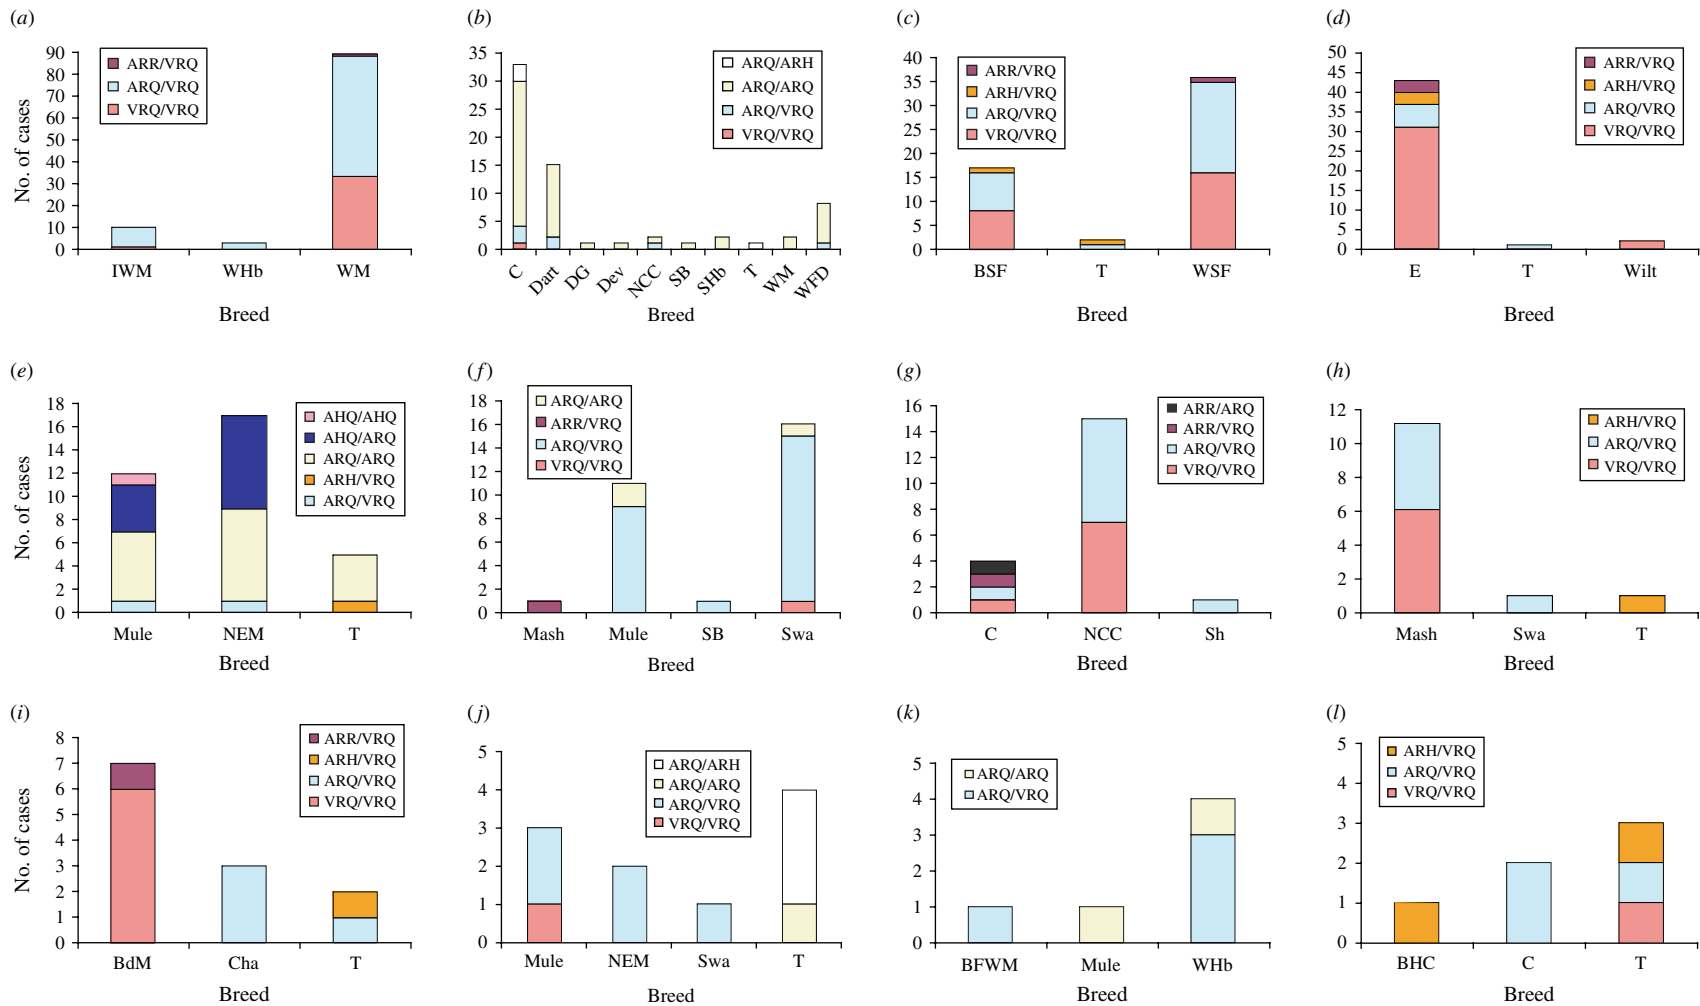 (a)
No. of cases
90
80
70
60
50
40
30
20
10
0
ARR/VRQ
ARQ/VRQ
VRQ/VRQ
IWM WHb WM
Breed
(b)
35
30
25
20
15
10
5
0
ARQ/ARH
ARQ/ARQ
ARQ/VRQ
VRQ/VRQ
C Dart DG Dev NCC SB SHb T WM WFD
Breed
(c)
40
35
30
25
20
15
10
5
0
ARR/VRQ
ARH/VRQ
ARQ/VRQ
VRQ/VRQ
BSF T WSF
Breed
(d)
50
45
40
35
30
25
20
15
10
5
0
ARR/VRQ
ARH/VRQ
ARQ/VRQ
VRQ/VRQ
E T Wilt
Breed
(e)
No. of cases
18
16
14
12
10
8
6
4
2
0
AHQ/AHQ
AHQ/ARQ
ARQ/ARQ
ARH/VRQ
ARQ/VRQ
Mule NEM T
Breed
(f)
18
16
14
12
10
8
6
4
2
0
ARQ/ARQ
ARR/VRQ
ARQ/VRQ
VRQ/VRQ
Mash Mule SB Swa
Breed
(g)
16
14
12
10
8
6
4
2
0
ARR/ARQ
ARR/VRQ
ARQ/VRQ
VRQ/VRQ
C NCC Sh
Breed
(h)
12
10
8
6
4
2
0
ARH/VRQ
ARQ/VRQ
VRQ/VRQ
Mash Swa T
Breed
(i)
No. of cases
8
7
6
5
4
3
2
1
0
ARR/VRQ
ARH/VRQ
ARQ/VRQ
VRQ/VRQ
BdM Cha T
Breed
(j)
5
4
3
2
1
0
ARQ/ARH
ARQ/ARQ
ARQ/VRQ
VRQ/VRQ
Mule NEM Swa T
Breed
(k)
5
4
3
2
1
0
ARQ/ARQ
ARQ/VRQ
BFWM Mule WHb
Breed
(l)
5
4
3
2
1
0
ARH/VRQ
ARQ/VRQ
VRQ/VRQ
BHC C T
Breed